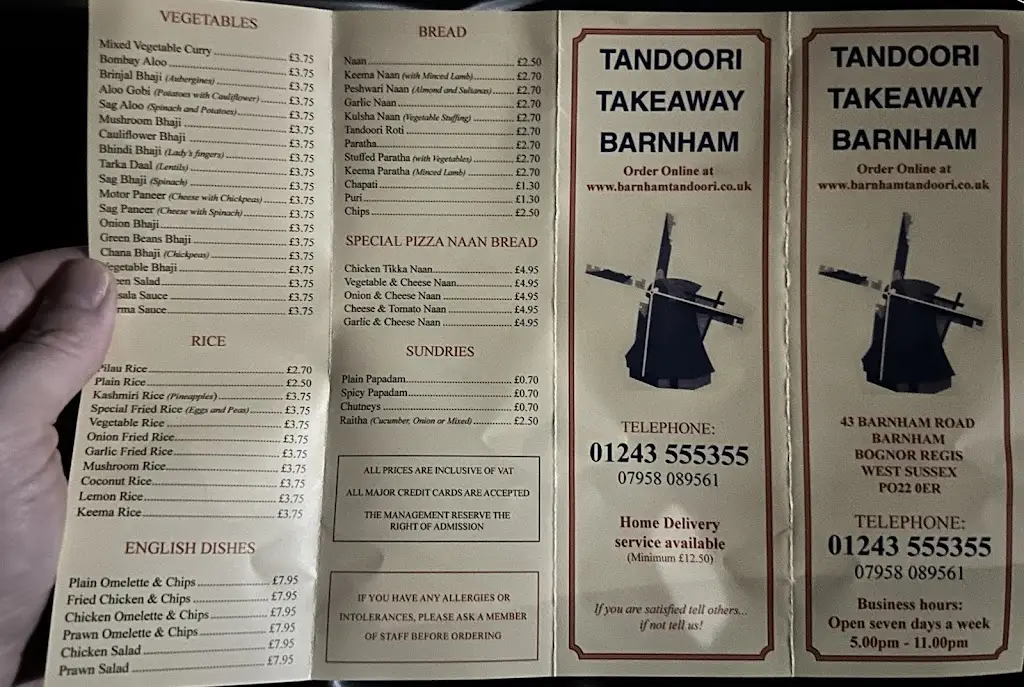 VEGETABLES
Mixed Vegetable Curry £3.75
Bombay Aloo £3.75
Brinjal Bhaji (Aubergines) £3.75
Aloo Gobi (Potatoes with Cauliflower) £3.75
Sag Aloo (Spinach and Potatoes) £3.75
Mushroom Bhaji £3.75
Cauliflower Bhaji £3.75
Bhindi Bhaji (Lady's fingers) £3.75
Tarka Daal (Lentils) £3.75
Sag Bhaji (Spinach) £3.75
Motor Paneer (Cheese with Chickpeas) £3.75
Sag Paneer (Cheese with Spinach) £3.75
Onion Bhaji £3.75
Green Beans Bhaji £3.75
Chana Bhaji (Chickpeas) £3.75
Vegetable Bhaji £3.75
Salad £3.75
Sauce £3.75
Sauce £3.75
RICE
Pilau Rice £2.70
Plain Rice £2.50
Kashmiri Rice (Pineapples) £3.75
Special Fried Rice (Eggs and Peas) £3.75
Vegetable Rice £3.75
Onion Fried Rice £3.75
Garlic Fried Rice £3.75
Mushroom Rice £3.75
Coconut Rice £3.75
Lemon Rice £3.75
Keema Rice £3.75
ENGLISH DISHES
Plain Omelette & Chips £7.95
Fried Chicken & Chips £7.95
Chicken Omelette & Chips £7.95
Prawn Omelette & Chips £7.95
Chicken Salad £7.95
Prawn Salad £7.95
BREAD
Naan £2.50
Keema Naan (with Minced Lamb) £2.70
Peshwari Naan (Almond and Sultanas) £2.70
Garlic Naan £2.70
Kulsha Naan (Vegetable Stuffing) £2.70
Tandoori Roti £2.70
Paratha £2.70
Stuffed Paratha (with Vegetables) £2.70
Keema Paratha (Minced Lamb) £2.70
Chapati £1.30
Puri £1.30
Chips £2.50
SPECIAL PIZZA NAAN BREAD
Chicken Tikka Naan £4.95
Vegetable & Cheese Naan £4.95
Onion & Cheese Naan £4.95
Cheese & Tomato Naan £4.95
Garlic & Cheese Naan £4.95
SUNDRIES
Plain Papadam £0.70
Spicy Papadam £0.70
Chutneys £0.70
Raitha (Cucumber, Onion or Mixed) £2.50
ALL PRICES ARE INCLUSIVE OF VAT
ALL MAJOR CREDIT CARDS ARE ACCEPTED
THE MANAGEMENT RESERVE THE
RIGHT OF ADMISSION
IF YOU HAVE ANY ALLERGIES OR
INTOLERANCES, PLEASE ASK A MEMBER
OF STAFF BEFORE ORDERING
TANDOORI
TAKEAWAY
BARNHAM
Order Online at
www.barnhamtandoori.co.uk
TELEPHONE:
01243 555355
07958 089561
Home Delivery
service available
(Minimum £12.50)
If you are satisfied tell others...
if not tell us!
TANDOORI
TAKEAWAY
BARNHAM
Order Online at
www.barnhamtandoori.co.uk
43 BARNHAM ROAD
BARNHAM
BOGNOR REGIS
WEST SUSSEX
PO22 0ER
TELEPHONE:
01243 555355
07958 089561
Business hours:
Open seven days a week
5.00pm - 11.00pm